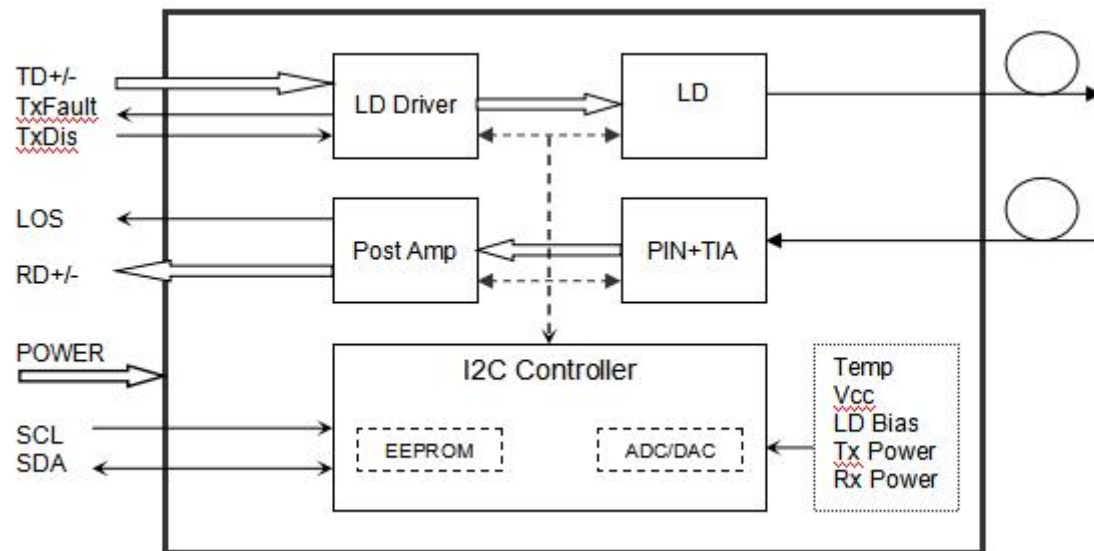 TD+/-
TxFault
TxDis
LD Driver
LD
LOS
RD+/-
Post Amp
PIN+TIA
POWER
SCL
SDA
I2C Controller
EEPROM
ADC/DAC
Temp
Vcc
LD Bias
Tx Power
Rx Power